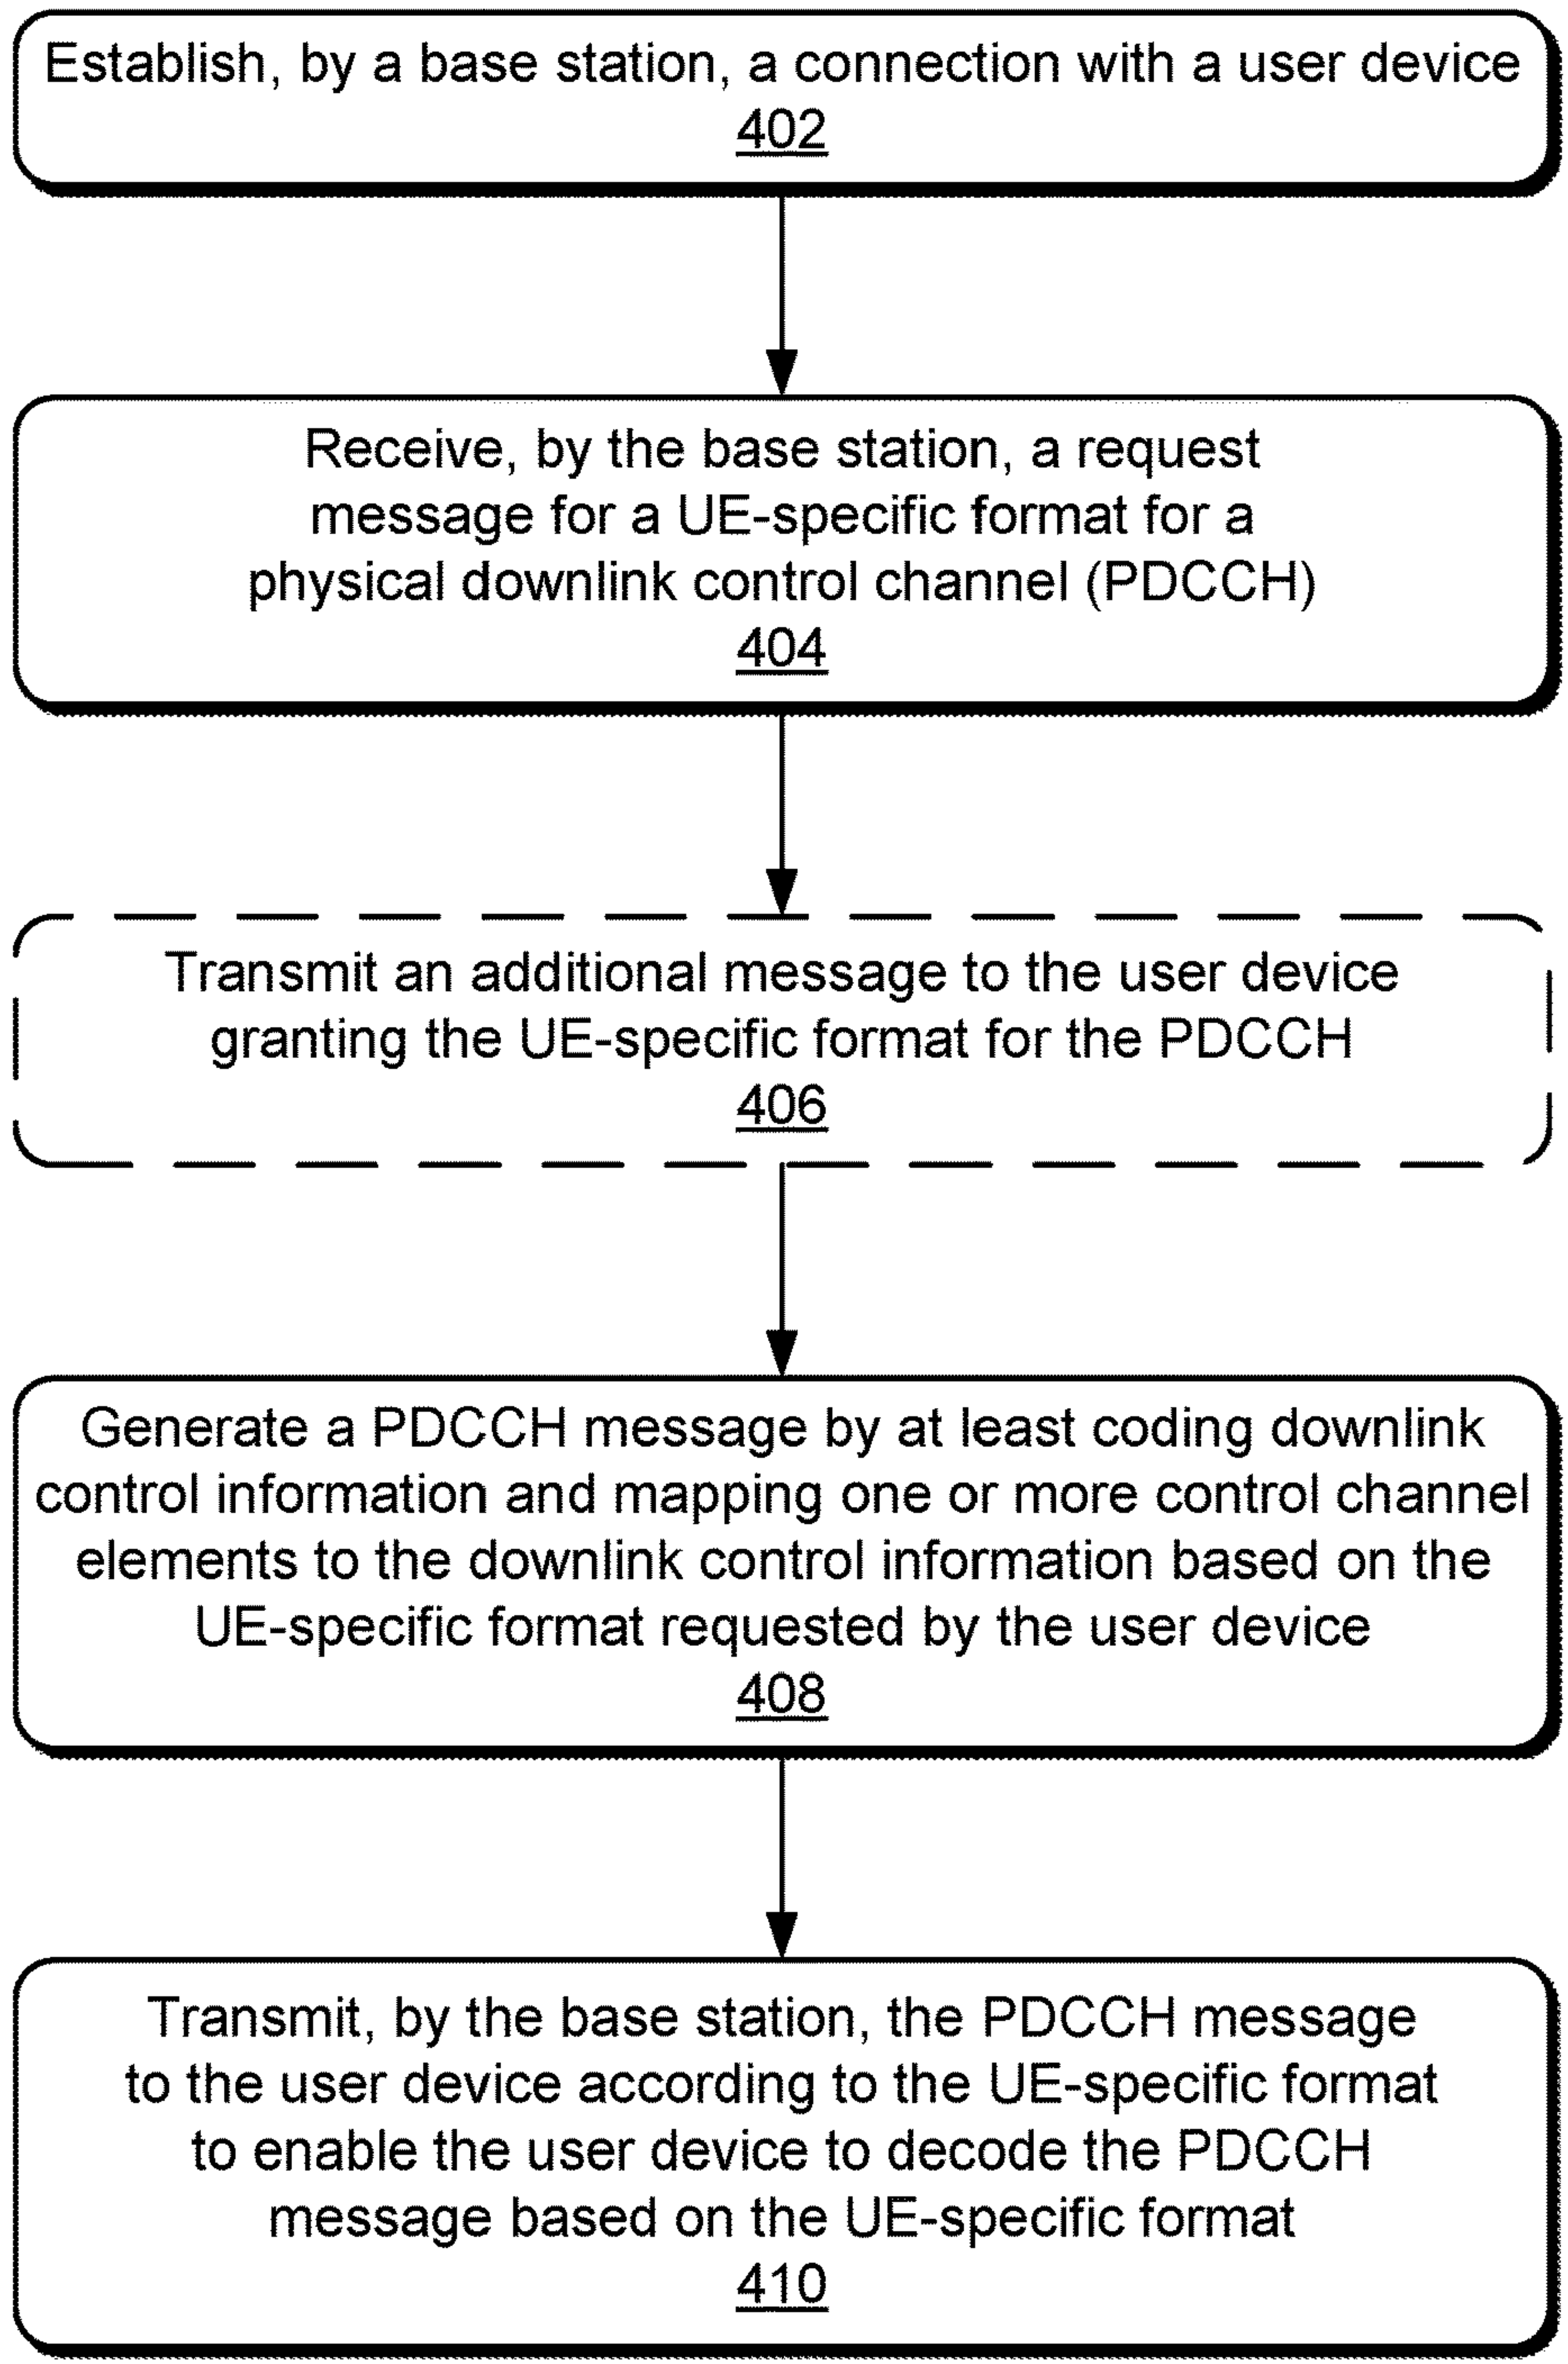 Establish, by a base station, a connection with a user device
402
Receive, by the base station, a request
message for a UE-specific format for a
physical downlink control channel (PDCCH)
404
Transmit an additional message to the user device
granting the UE-specific format for the PDCCH
406
Generate a PDCCH message by at least coding downlink
control information and mapping one or more control channel
elements to the downlink control information based on the
UE-specific format requested by the user device
408
Transmit, by the base station, the PDCCH message
to the user device according to the UE-specific format
to enable the user device to decode the PDCCH
message based on the UE-specific format
410